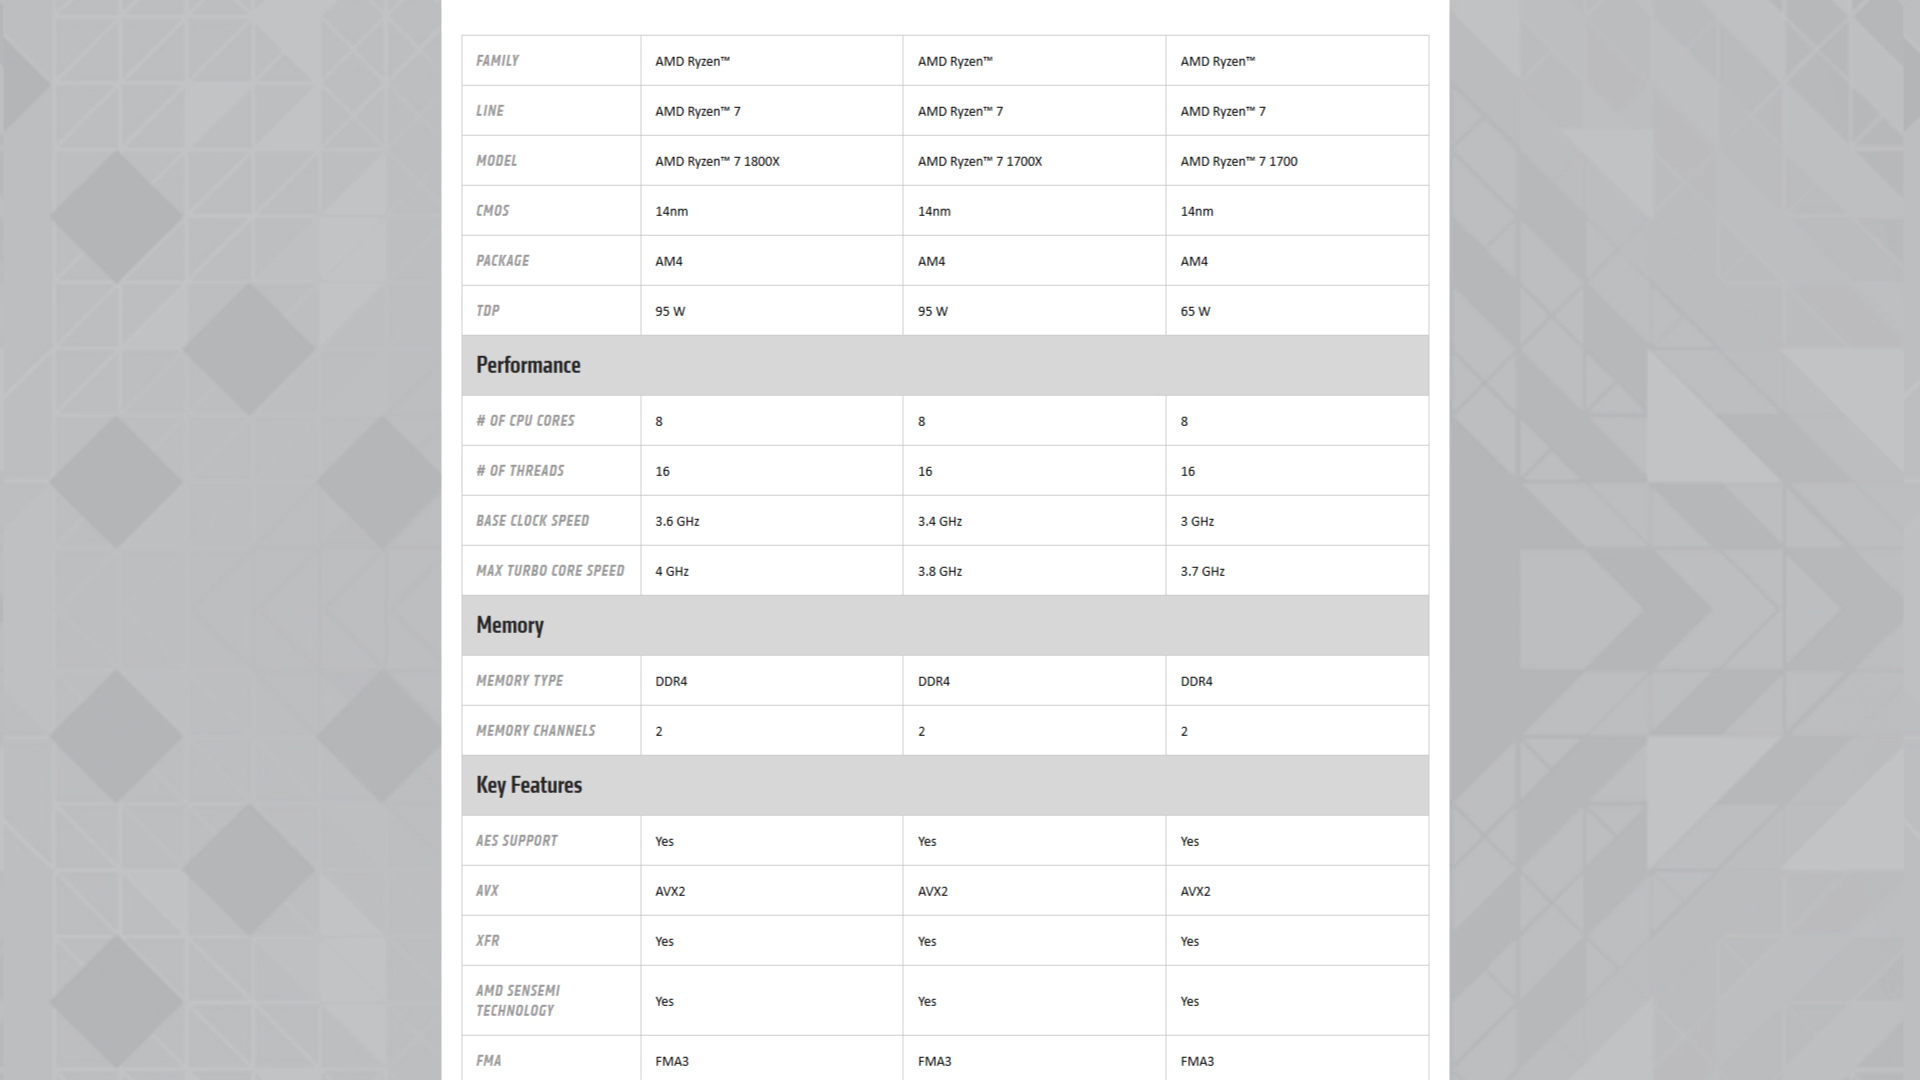 FAMILY AMD Ryzen™ AMD Ryzen™ AMD Ryzen™
LINE AMD Ryzen™ 7 AMD Ryzen™ 7 AMD Ryzen™ 7
MODEL AMD Ryzen™ 7 1800X AMD Ryzen™ 7 1700X AMD Ryzen™ 7 1700
CMOS 14nm 14nm 14nm
PACKAGE AM4 AM4 AM4
TDP 95 W 95 W 65 W
Performance
# OF CPU CORES 8 8 8
# OF THREADS 16 16 16
BASE CLOCK SPEED 3.6 GHz 3.4 GHz 3 GHz
MAX TURBO CORE SPEED 4 GHz 3.8 GHz 3.7 GHz
Memory
MEMORY TYPE DDR4 DDR4 DDR4
MEMORY CHANNELS 2 2 2
Key Features
AES SUPPORT Yes Yes Yes
AVX AVX2 AVX2 AVX2
XFR Yes Yes Yes
AMD SENSEMI
TECHNOLOGY Yes Yes Yes
FMA FMA3 FMA3 FMA3